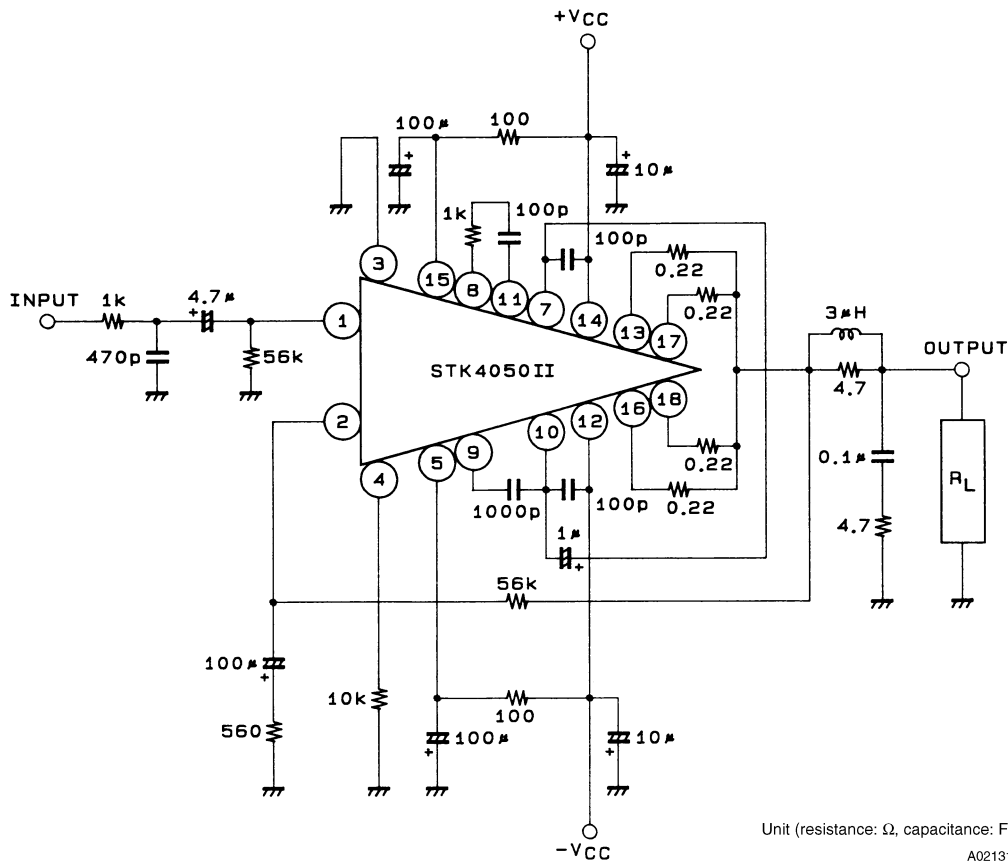 +VCC
100μ
100
10μ
1k
100p
100p
0.22
0.22
3
15
8
11
7
14
13
17
INPUT
1k
4.7μ
470p
56k
1
STK4050II
3μH
OUTPUT
4.7
2
4
5
9
10
12
16
18
1000p
100p
0.22
0.22
0.1μ
4.7
RL
1μ
56k
100μ
560
10k
100
100μ
10μ
-VCC
Unit (resistance: Ω, capacitance: F
A0213